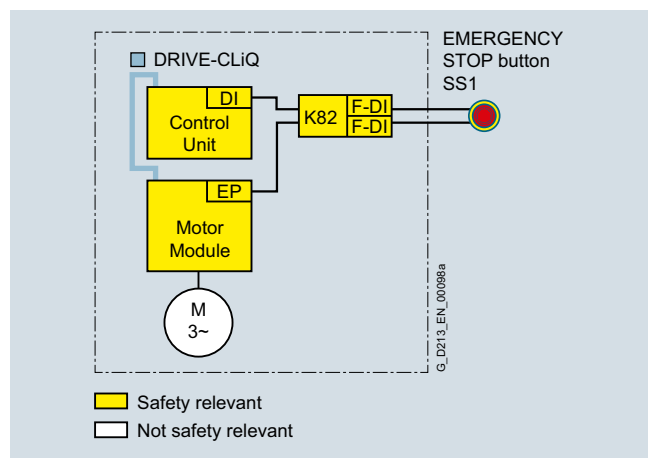 EMERGENCY
STOP button
SS1
DRIVE-CLiQ
DI
Control
Unit
K82
F-DI
F-DI
EP
Motor
Module
M
3~
G_D213_EN_00098a
Safety relevant
Not safety relevant